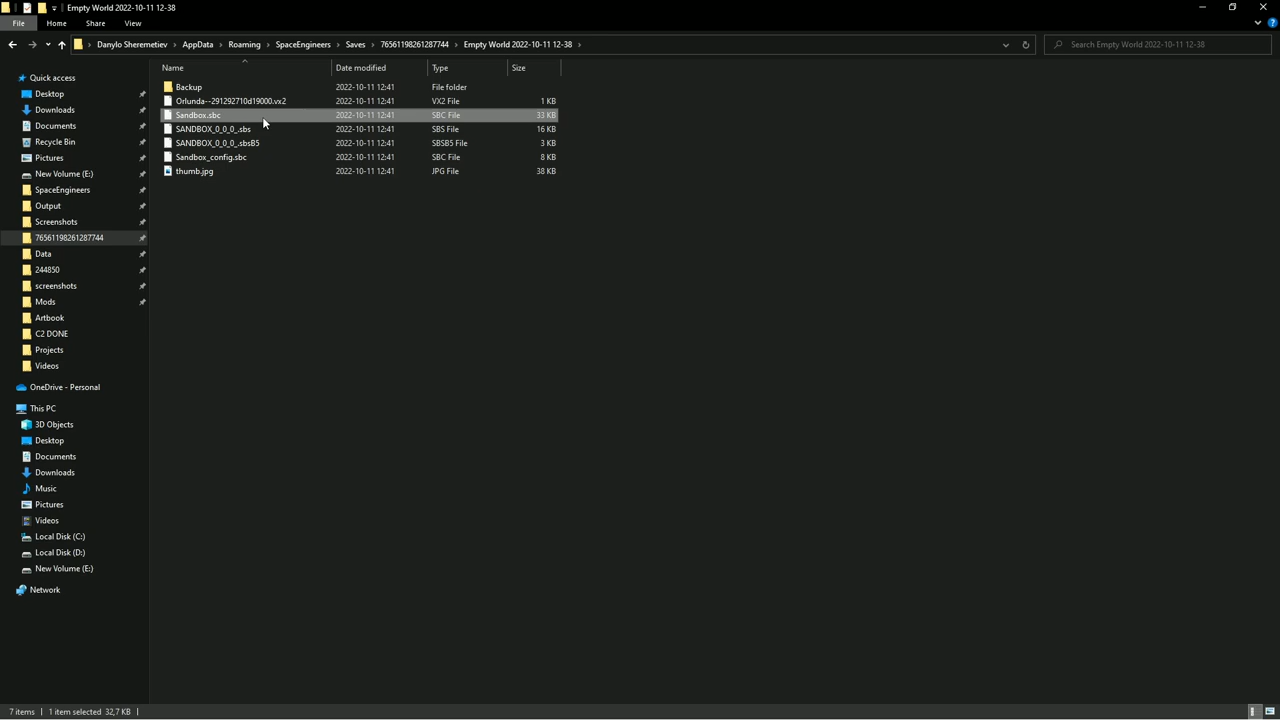 Empty World 2022-10-11 12-38
File Home Share View
Danylo Sheremetiev AppData Roaming SpaceEngineers Saves 76561198261287744 Empty World 2022-10-11 12-38
Search Empty World 2022-10-11 12-38
Quick access
Desktop
Downloads
Documents
Recycle Bin
Pictures
New Volume (E:)
SpaceEngineers
Output
Screenshots
76561198261287744
Data
244850
screenshots
Mods
Artbook
C2 DONE
Projects
Videos
OneDrive - Personal
This PC
3D Objects
Desktop
Documents
Downloads
Music
Pictures
Videos
Local Disk (C:)
Local Disk (D:)
New Volume (E:)
Network
Name Date modified Type Size
Backup 2022-10-11 12:41 File folder
Orlunda--291292710d19000.vx2 2022-10-11 12:41 VX2 File 1 KB
Sandbox.sbc 2022-10-11 12:41 SBC File 33 KB
SANDBOX_0_0_0_.sbs 2022-10-11 12:41 SBS File 16 KB
SANDBOX_0_0_0_.sbsB5 2022-10-11 12:41 SBSB5 File 3 KB
Sandbox_config.sbc 2022-10-11 12:41 SBC File 8 KB
thumb.jpg 2022-10-11 12:41 JPG File 38 KB
7 items 1 item selected 32,7 KB